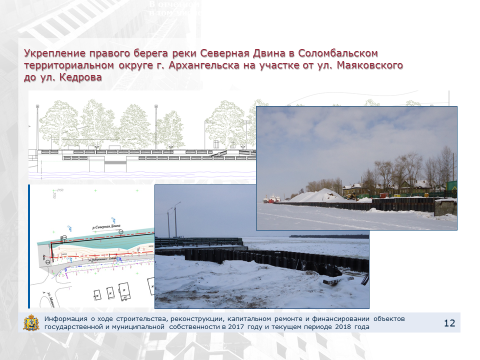 Укрепление правого берега реки Северная Двина в Соломбальском
территориальном округе г. Архангельска на участке от ул. Маяковского
до ул. Кедрова
р. Северная Двина
Информация о ходе строительства, реконструкции, капитальном ремонте и финансировании объектов
государственной и муниципальной собственности в 2017 году и текущем периоде 2018 года
12